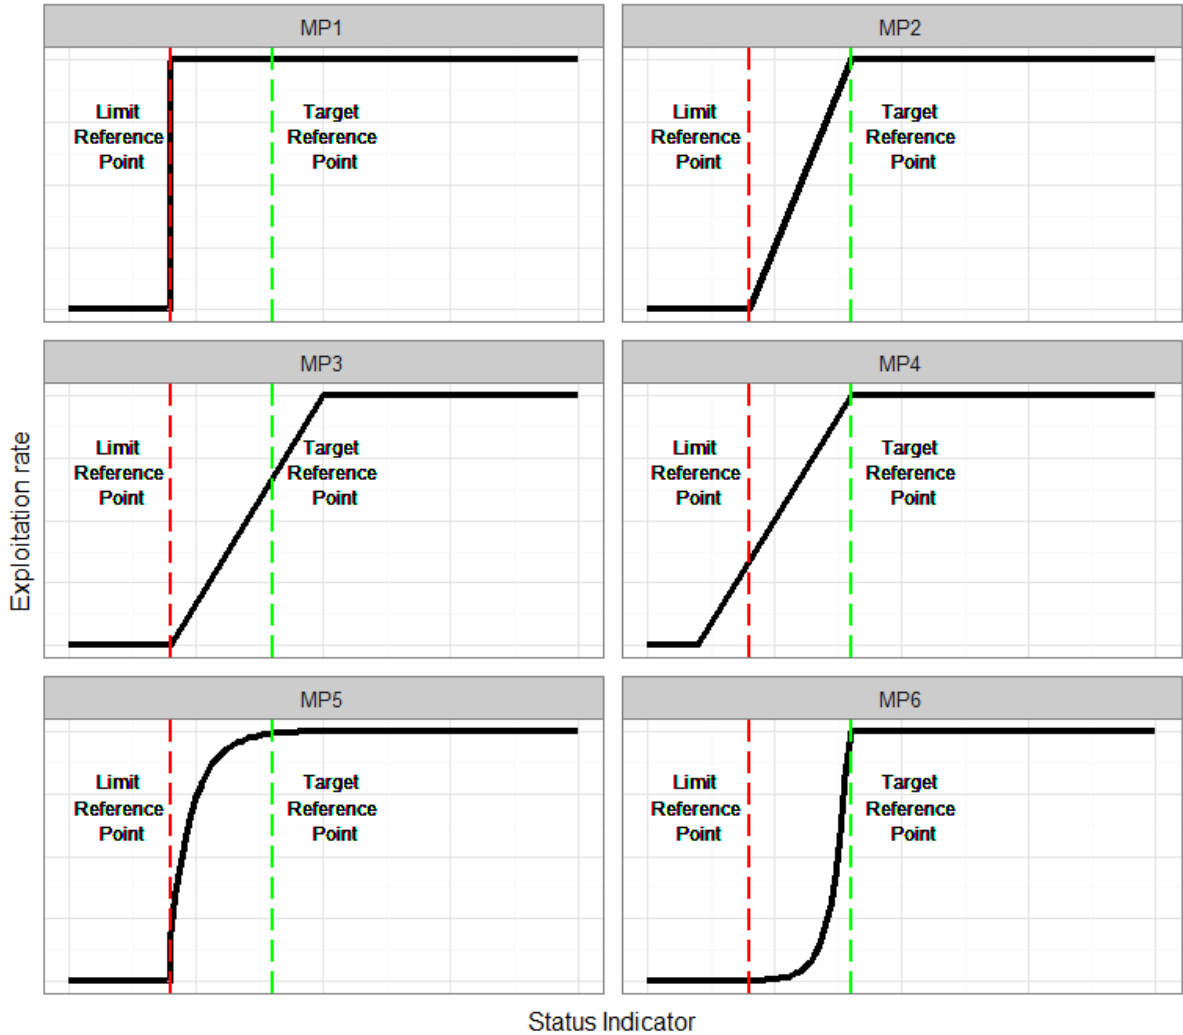 MP1
Limit
Reference
Point
Target
Reference
Point
MP2
Limit
Reference
Point
Target
Reference
Point
MP3
Limit
Reference
Point
Target
Reference
Point
MP4
Limit
Reference
Point
Target
Reference
Point
MP5
Limit
Reference
Point
Target
Reference
Point
MP6
Limit
Reference
Point
Target
Reference
Point
Exploitation rate
Status Indicator